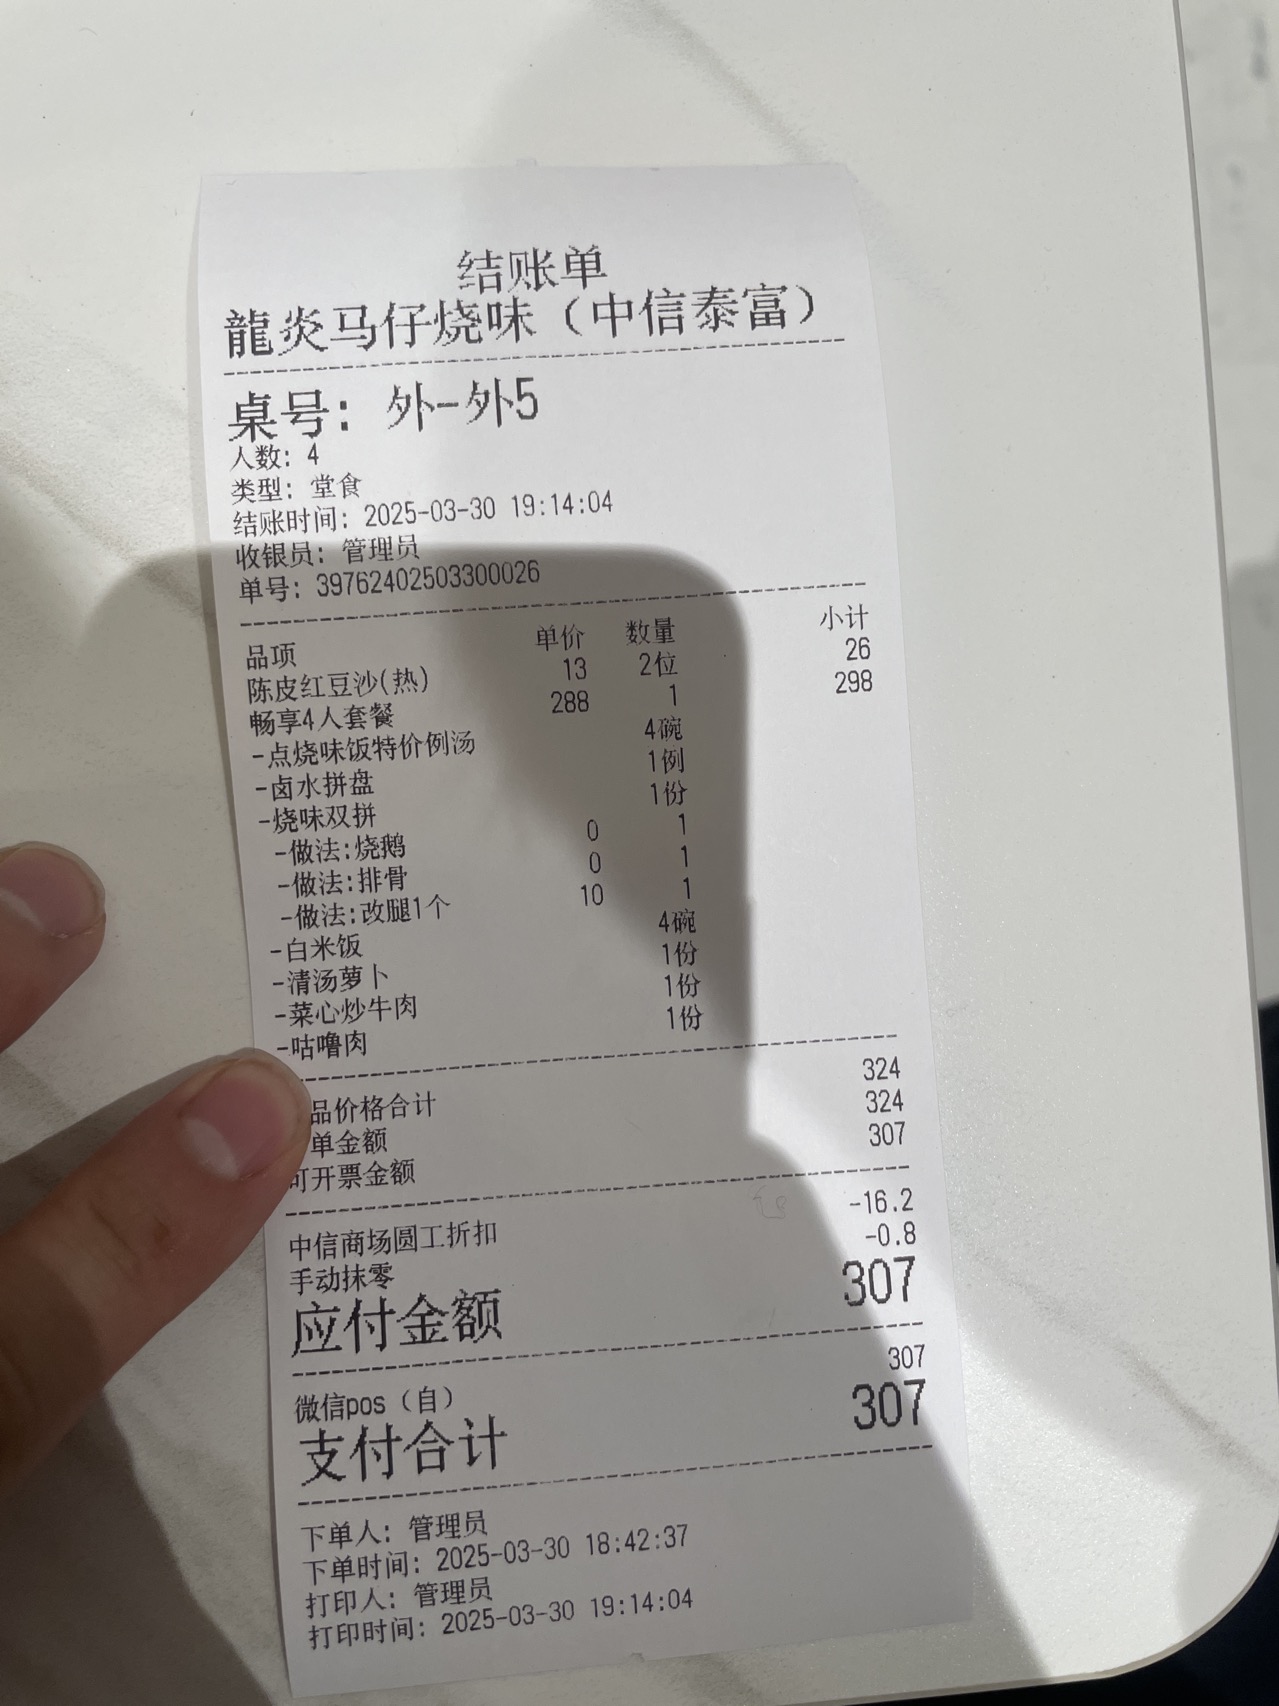 结账单
龍炎马仔烧味（中信泰富）
桌号：外-外5
人数：4
类型：堂食
结账时间：2025-03-30 19:14:04
收银员：管理员
单号：39762402503300026
品项 单价 数量 小计
陈皮红豆沙(热) 13 2位 26
畅享4人套餐 288 1 298
-点烧味饭特价例汤 4碗
-卤水拼盘 1例
-烧味双拼 1份
-做法:烧鹅 0 1
-做法:排骨 0 1
-做法:改腿1个 10 1
-白米饭 4碗
-清汤萝卜 1份
-菜心炒牛肉 1份
-咕噜肉 1份
品价格合计 324
单金额 324
可开票金额 307
中信商场圆工折扣 -16.2
手动抹零 -0.8
应付金额 307
微信pos（自） 307
支付合计 307
下单人：管理员
下单时间：2025-03-30 18:42:37
打印人：管理员
打印时间：2025-03-30 19:14:04